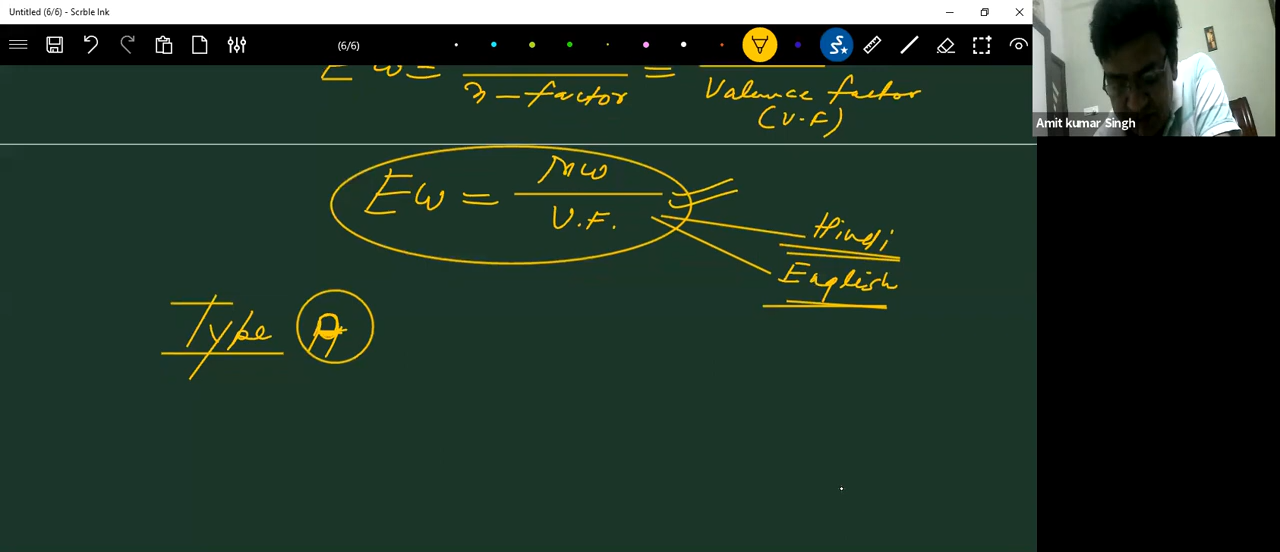 Untitled (6/6) - Scrble Ink
(6/6)
Amit kumar Singh
n-factor = Valence factor
(V.F)
EW = MW
V.F.
Hindi
English
Type A